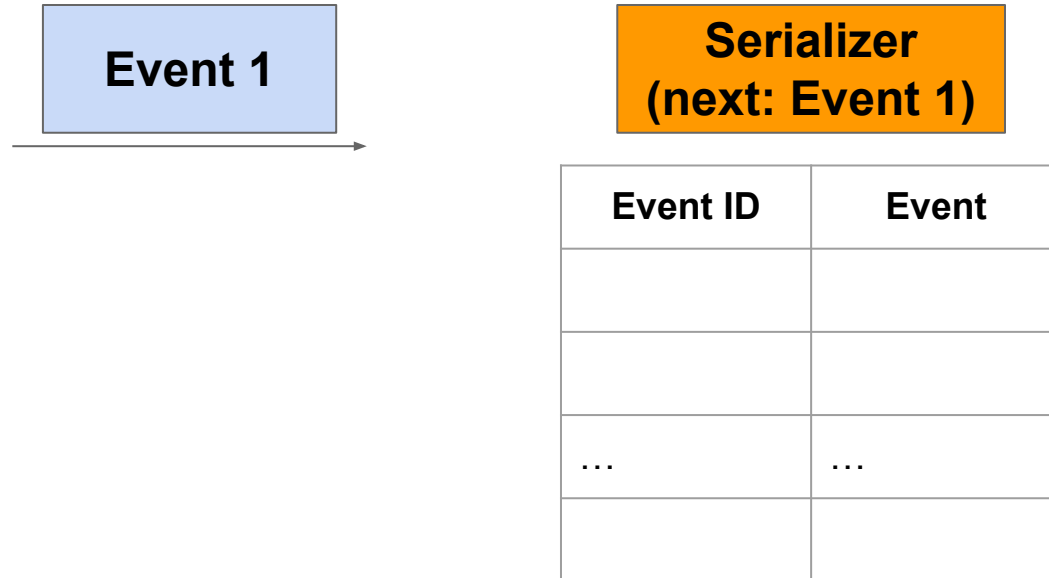 Event 1
Serializer
(next: Event 1)
Event ID Event
... ...